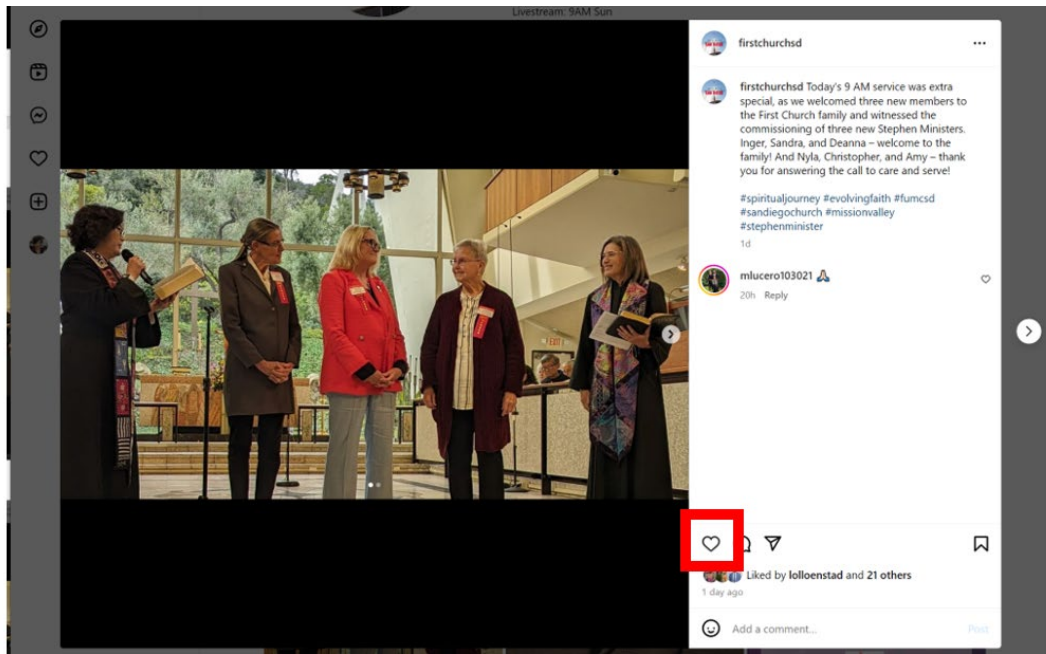 Livestream: 9AM Sun
firstchurchsd
firstchurchsd Today's 9 AM service was extra
special, as we welcomed three new members to
the First Church family and witnessed the
commissioning of three new Stephen Ministers.
Inger, Sandra, and Deanna – welcome to the
family! And Nyla, Christopher, and Amy – thank
you for answering the call to care and serve!
#spiritualjourney #evolvingfaith #fumcsd
#sandiegochurch #missionvalley
#stephenminister
1d
mlucero103021 🙏🏼
20h Reply
EXIT
Liked by lolloenstad and 21 others
1 day ago
Add a comment...
Post